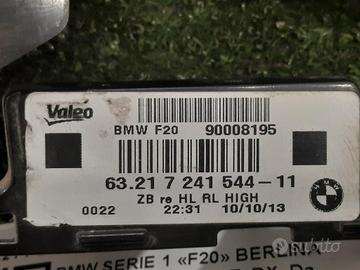 Valeo
BMW F20 90008195
63.21 7 241 544-11
ZB re HL RL HIGH
0022 22:31 10/10/13
BMW SERIE 1 «F20» BERLINA
subito